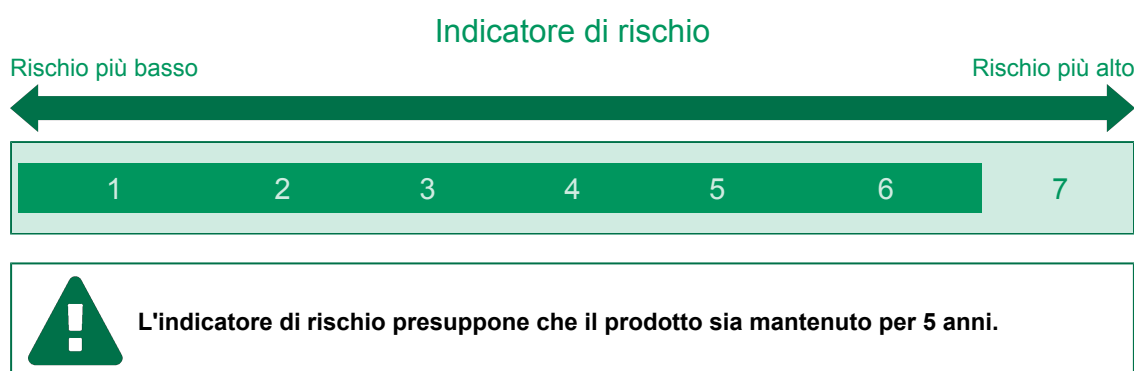 Indicatore di rischio
Rischio più basso Rischio più alto
1 2 3 4 5 6 7
L'indicatore di rischio presuppone che il prodotto sia mantenuto per 5 anni.